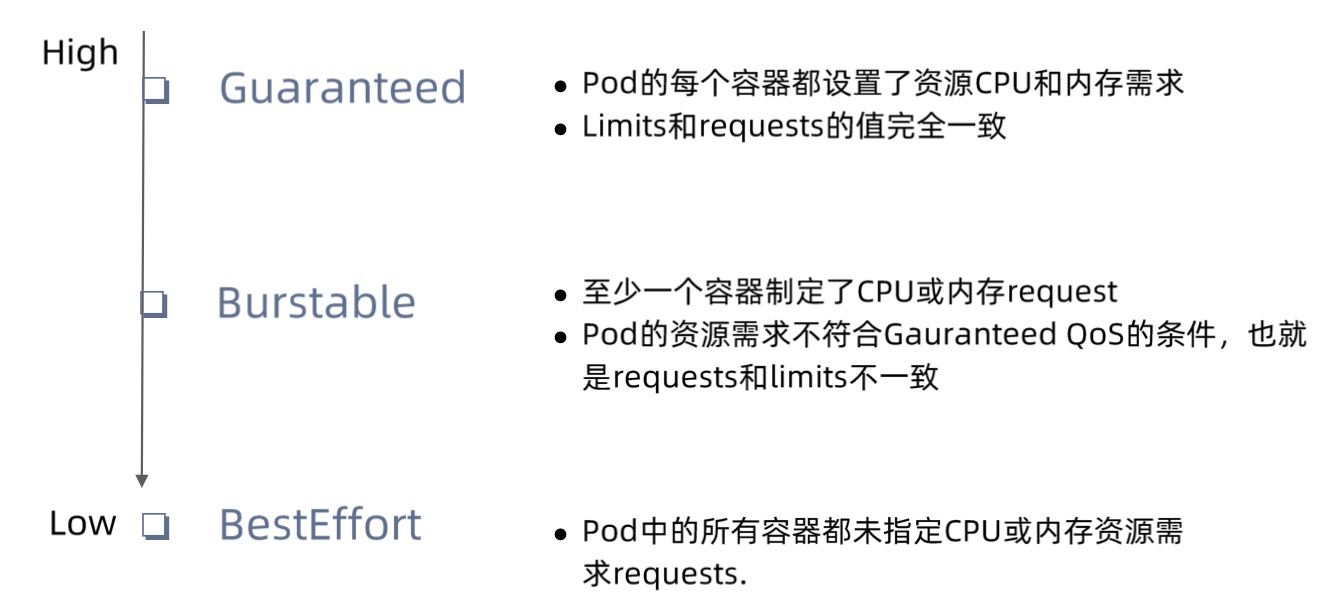 High
Guaranteed
• Pod的每个容器都设置了资源CPU和内存需求
• Limits和requests的值完全一致
Burstable
• 至少一个容器制定了CPU或内存request
• Pod的资源需求不符合Gauranteed QoS的条件，也就
是requests和limits不一致
Low
BestEffort
• Pod中的所有容器都未指定CPU或内存资源需
求requests.